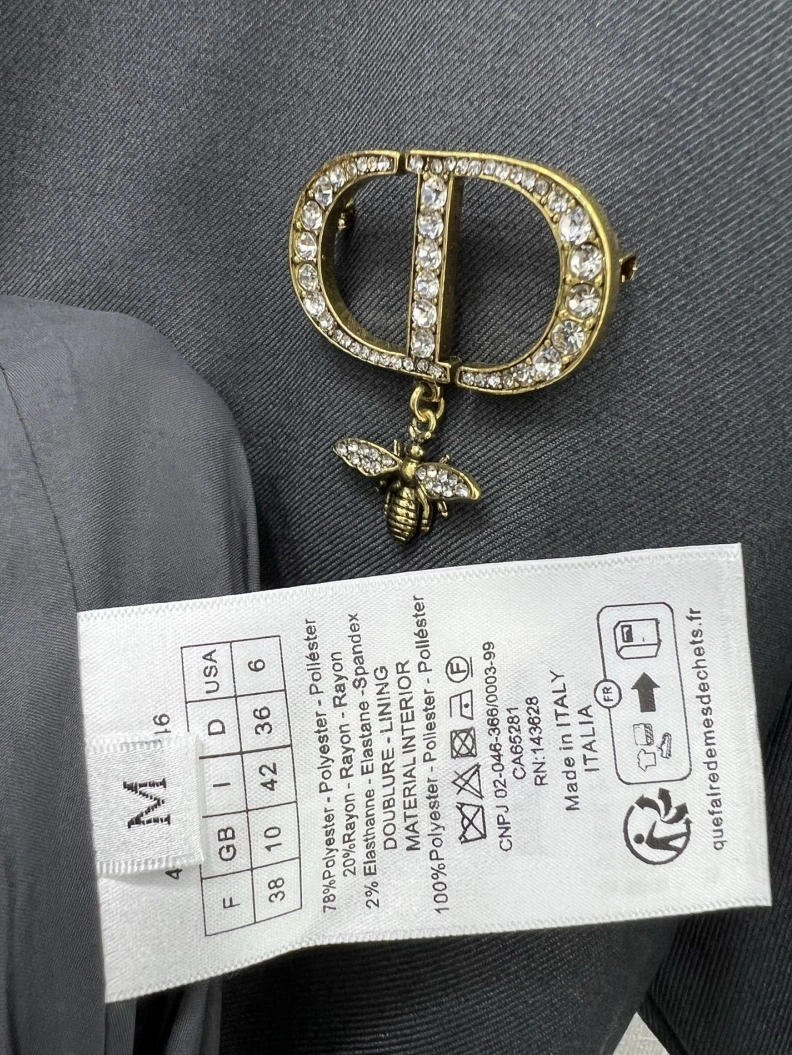 M
F GB I D USA
38 10 42 36 6
78%Polyester - Polyester - Poliéster
20%Rayon - Rayon - Rayon
2% Elasthanne - Elastane -Spandex
DOUBLURE - LINING
MATERIAL INTERIOR
100%Polyester - Poliester - Poliéster
F
CNPJ 02-046-366/0003-99
CA65281
RN:143628
Made in ITALY
ITALIA
FR
quefairedemesdechets.fr